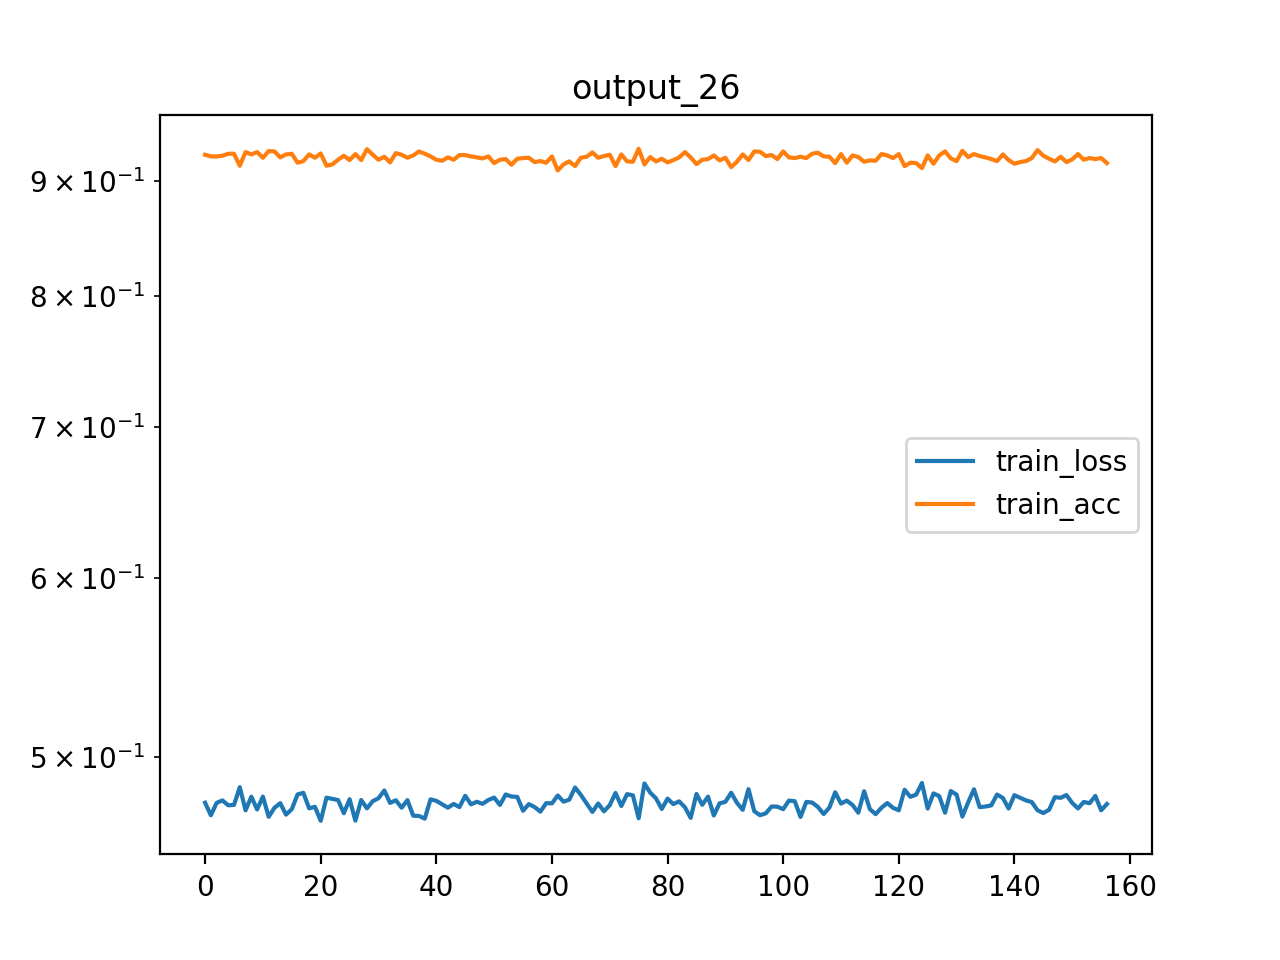 output_26
9 × 10⁻¹
8 × 10⁻¹
7 × 10⁻¹
6 × 10⁻¹
5 × 10⁻¹
train_loss
train_acc
0 20 40 60 80 100 120 140 160